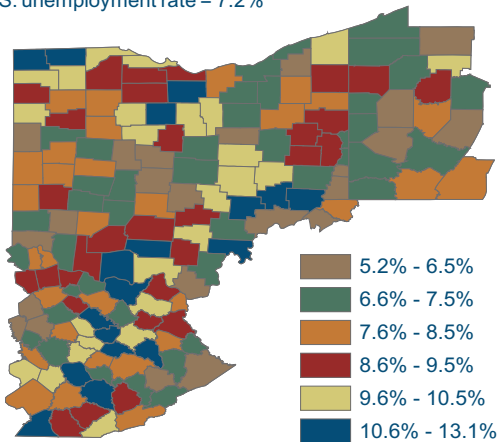 S. unemployment rate = 7.2%
5.2% - 6.5%
6.6% - 7.5%
7.6% - 8.5%
8.6% - 9.5%
9.6% - 10.5%
10.6% - 13.1%